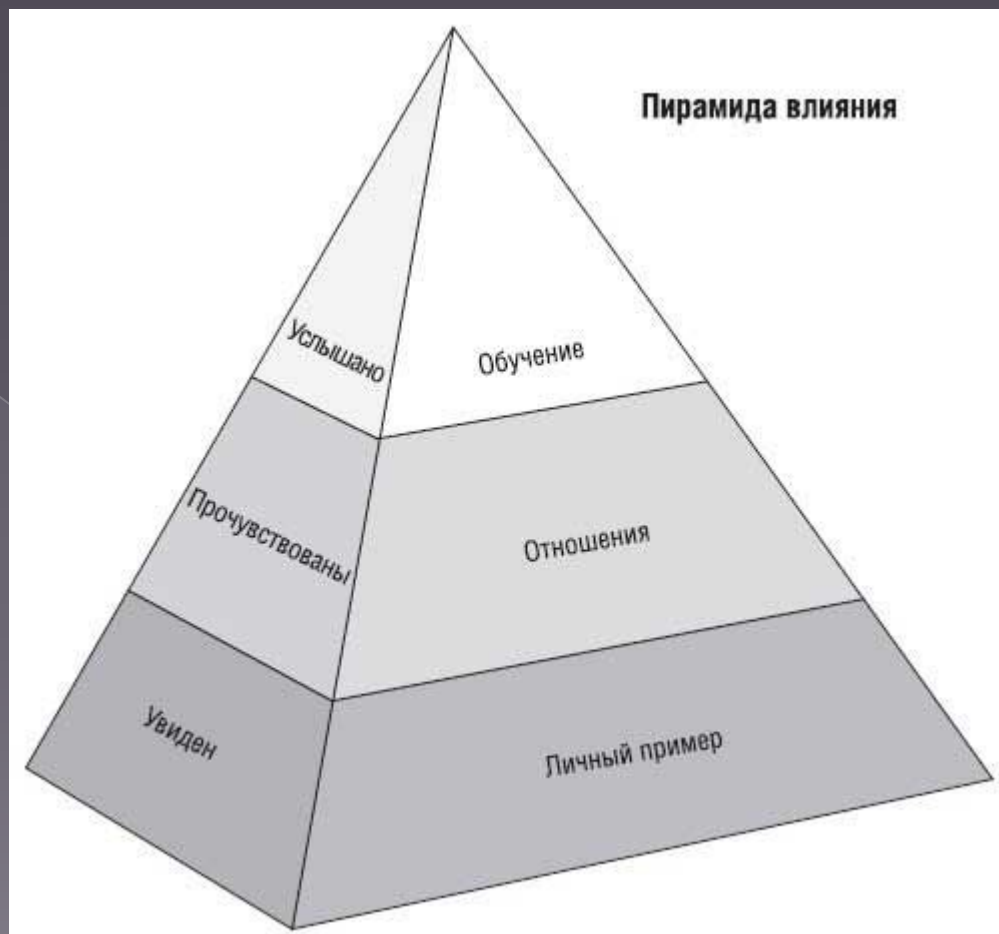 Пирамида влияния
Услышано
Обучение
Прочувствованы
Отношения
Увиден
Личный пример